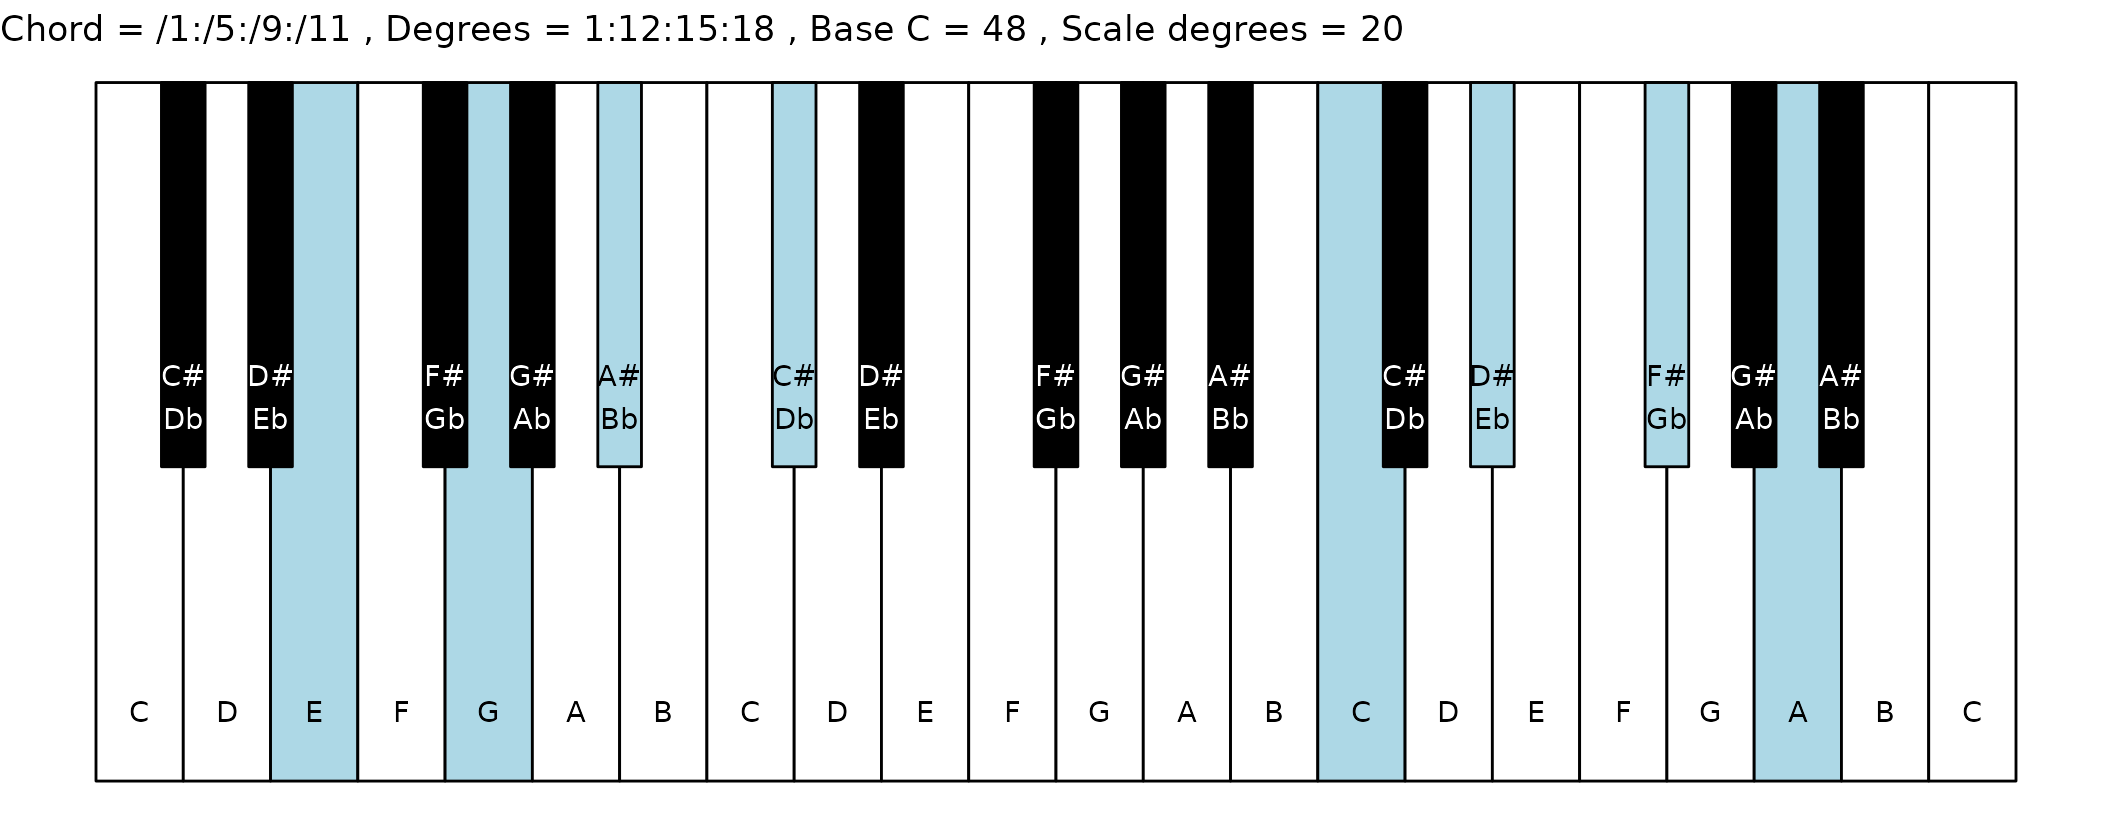 Chord = /1:/5:/9:/11 , Degrees = 1:12:15:18 , Base C = 48 , Scale degrees = 20
C# D# F# G# A# C# D# F# G# A# C# D# F# G# A#
Db Eb Gb Ab Bb Db Eb Gb Ab Bb Db Eb Gb Ab Bb
C D E F G A B C D E F G A B C D E F G A B C